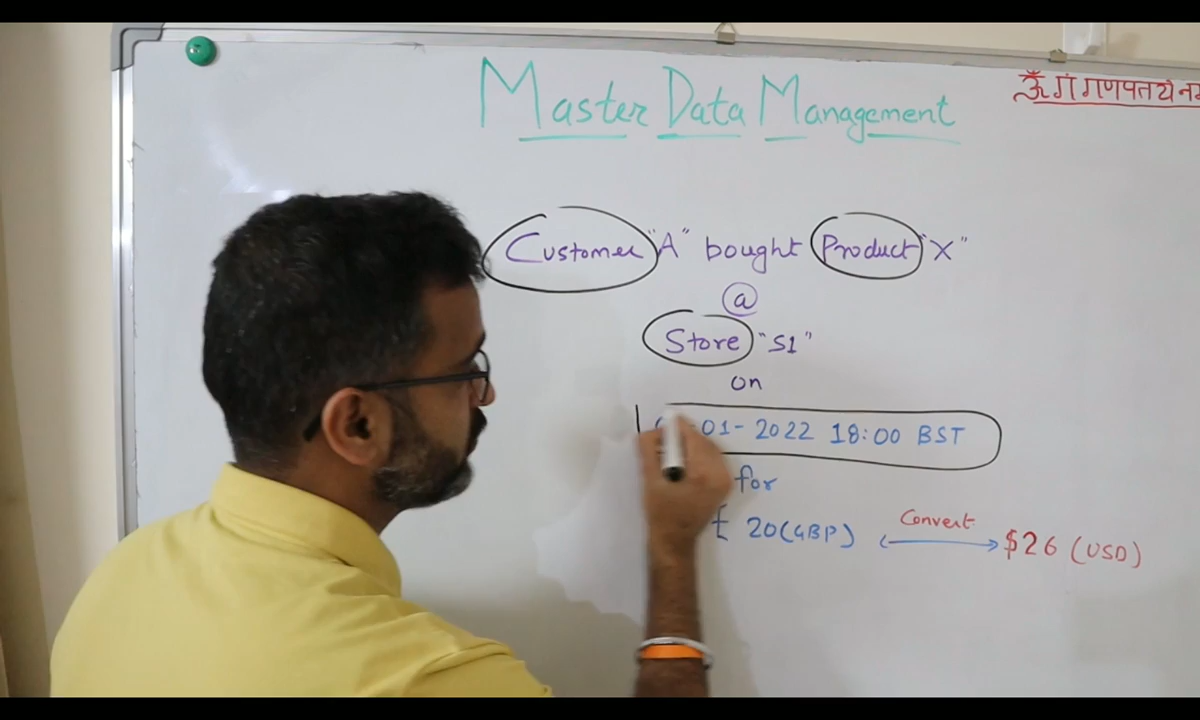 Master Data Management
ॐ गं गणपतये
Customer "A" bought Product "X"
@
Store "S1"
on
01-2022 18:00 BST
for
£ 20(GBP) Convert $26 (USD)